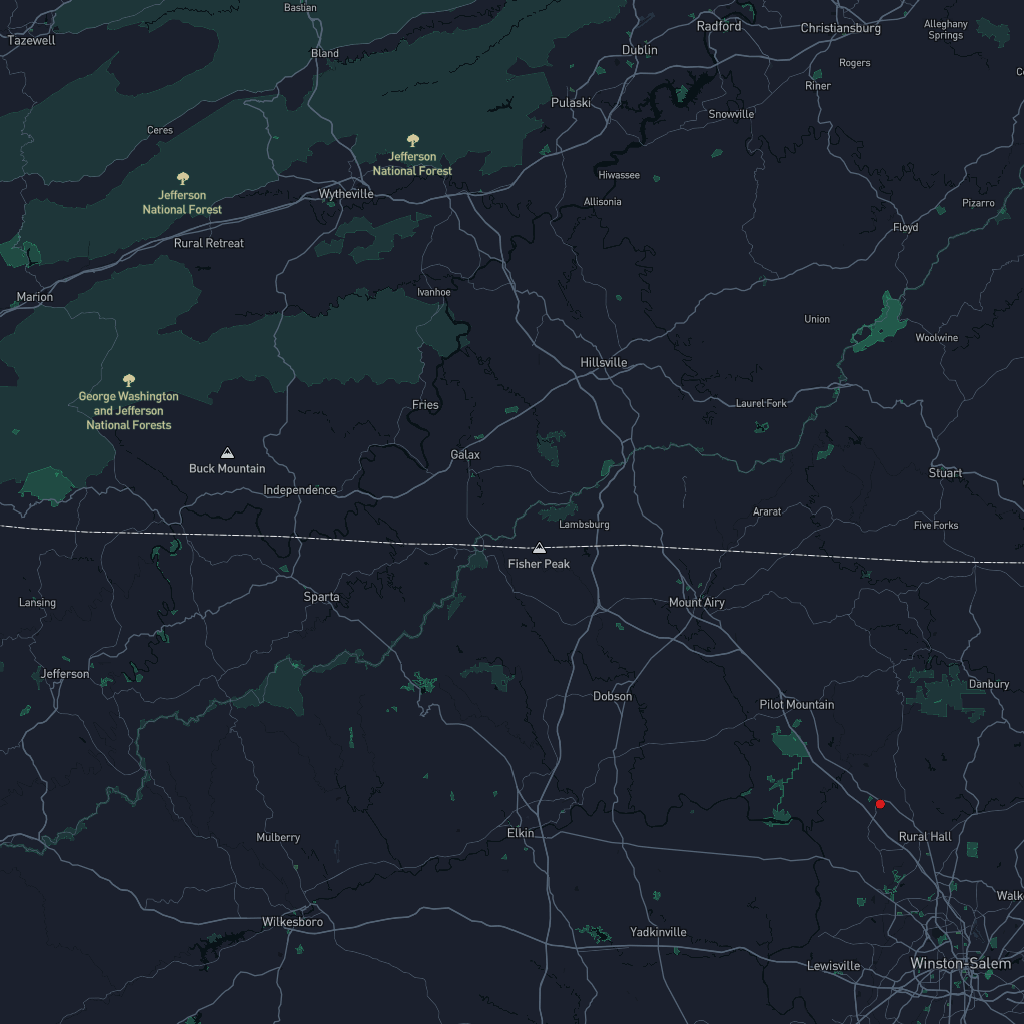 Bastian
Tazewell
Bland
Radford
Christiansburg
Alleghany
Springs
Dublin
Rogers
Riner
Pulaski
Snowville
Ceres
Jefferson
National Forest
Jefferson
National Forest
Hiwassee
Wytheville
Allisonia
Pizarro
Floyd
Rural Retreat
Marion
Ivanhoe
Union
Woolwine
Hillsville
George Washington
and Jefferson
National Forests
Fries
Laurel Fork
Buck Mountain
Galax
Stuart
Independence
Lambsburg
Ararat
Five Forks
Fisher Peak
Lansing
Sparta
Mount Airy
Jefferson
Danbury
Dobson
Pilot Mountain
Mulberry
Elkin
Rural Hall
Walk
Wilkesboro
Yadkinville
Lewisville
Winston-Salem